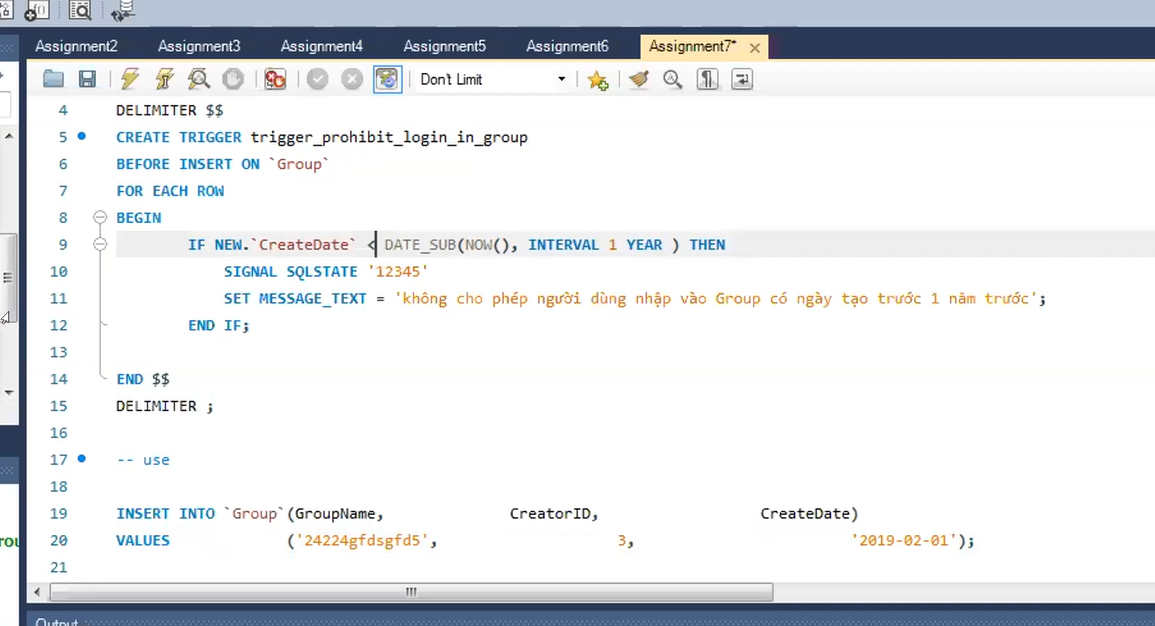 Assignment2 Assignment3 Assignment4 Assignment5 Assignment6 Assignment7*
Don't Limit
4 DELIMITER $$
5 CREATE TRIGGER trigger_prohibit_login_in_group
6 BEFORE INSERT ON `Group`
7 FOR EACH ROW
8 BEGIN
9 IF NEW.`CreateDate` < DATE_SUB(NOW(), INTERVAL 1 YEAR ) THEN
10 SIGNAL SQLSTATE '12345'
11 SET MESSAGE_TEXT = 'không cho phép người dùng nhập vào Group có ngày tạo trước 1 năm trước';
12 END IF;
13
14 END $$
15 DELIMITER ;
16
17 -- use
18
19 INSERT INTO `Group`(GroupName, CreatorID, CreateDate)
20 VALUES ('24224gfdsgfd5', 3, '2019-02-01');
21
Output